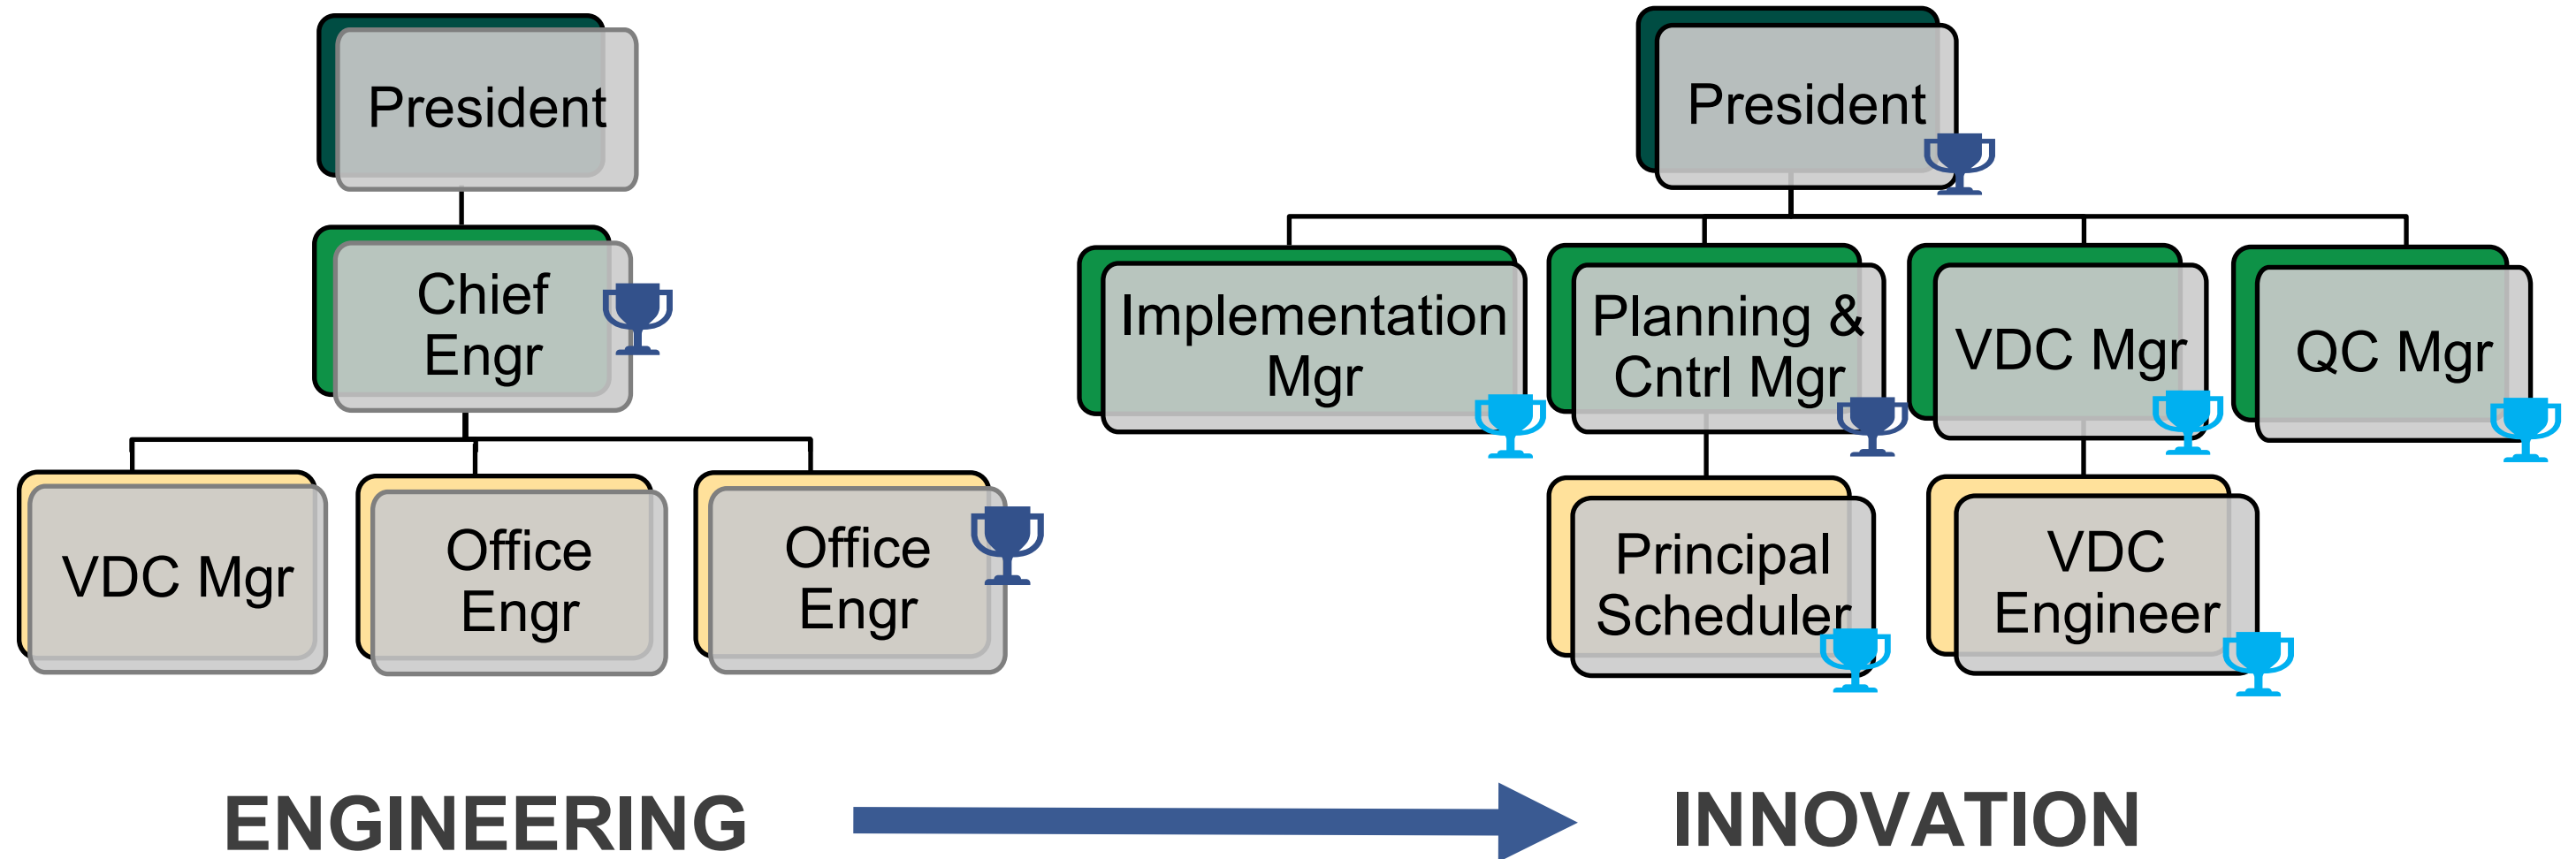 President
Chief
Engr
VDC Mgr
Office
Engr
Office
Engr
ENGINEERING
President
Implementation
Mgr
Planning &
Cntrl Mgr
VDC Mgr
QC Mgr
Principal
Scheduler
VDC
Engineer
INNOVATION